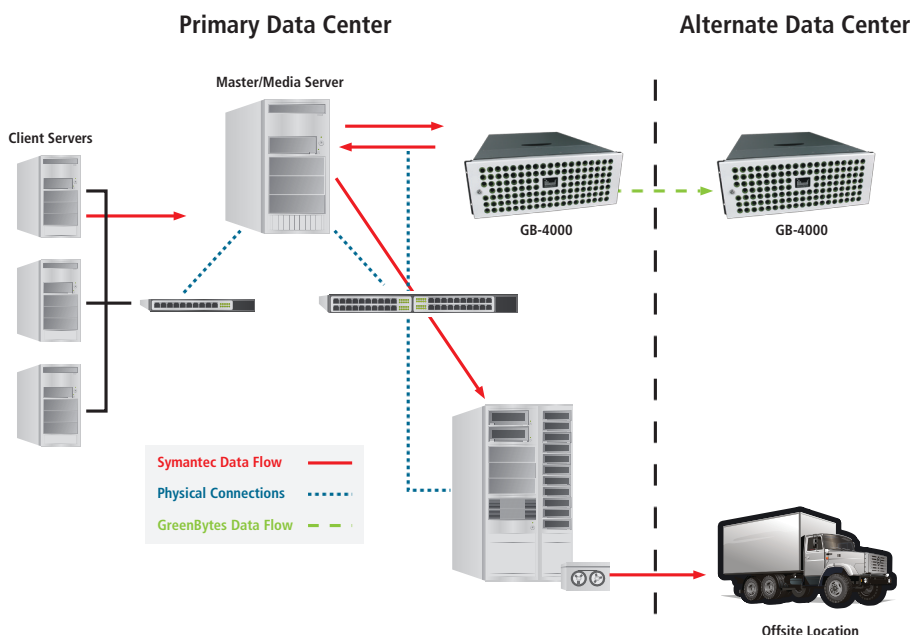 Primary Data Center
Alternate Data Center
Master/Media Server
Client Servers
GB-4000
GB-4000
Symantec Data Flow
Physical Connections
GreenBytes Data Flow
Offsite Location